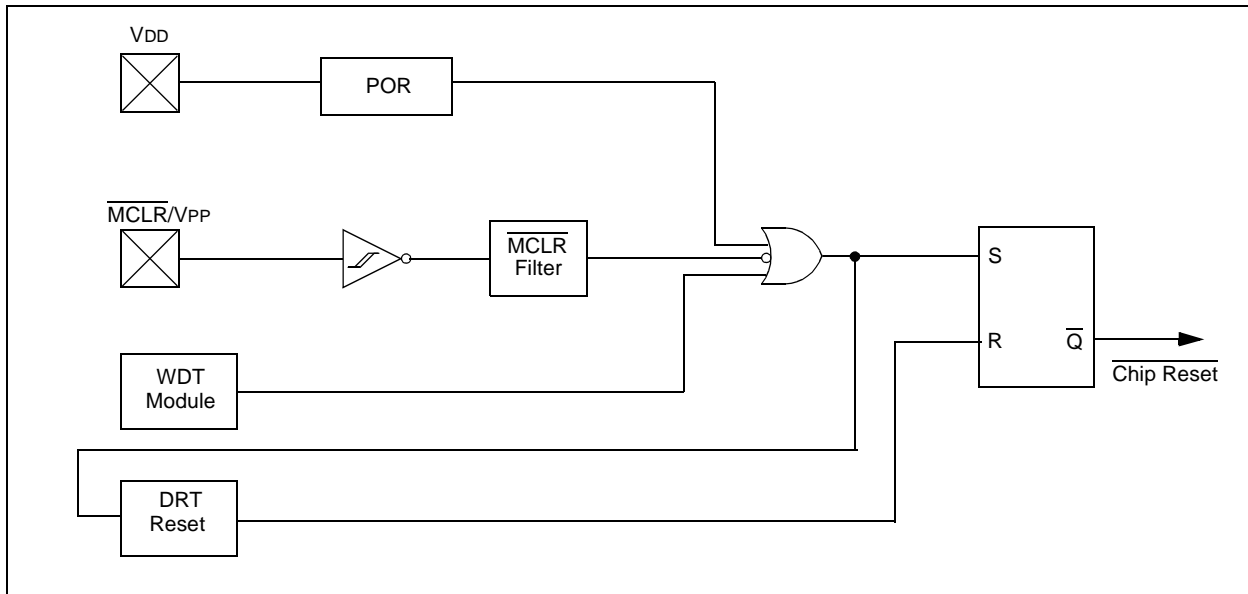 VDD
POR
MCLR/VPP
MCLR
Filter
S
R
Q
Chip Reset
WDT
Module
DRT
Reset